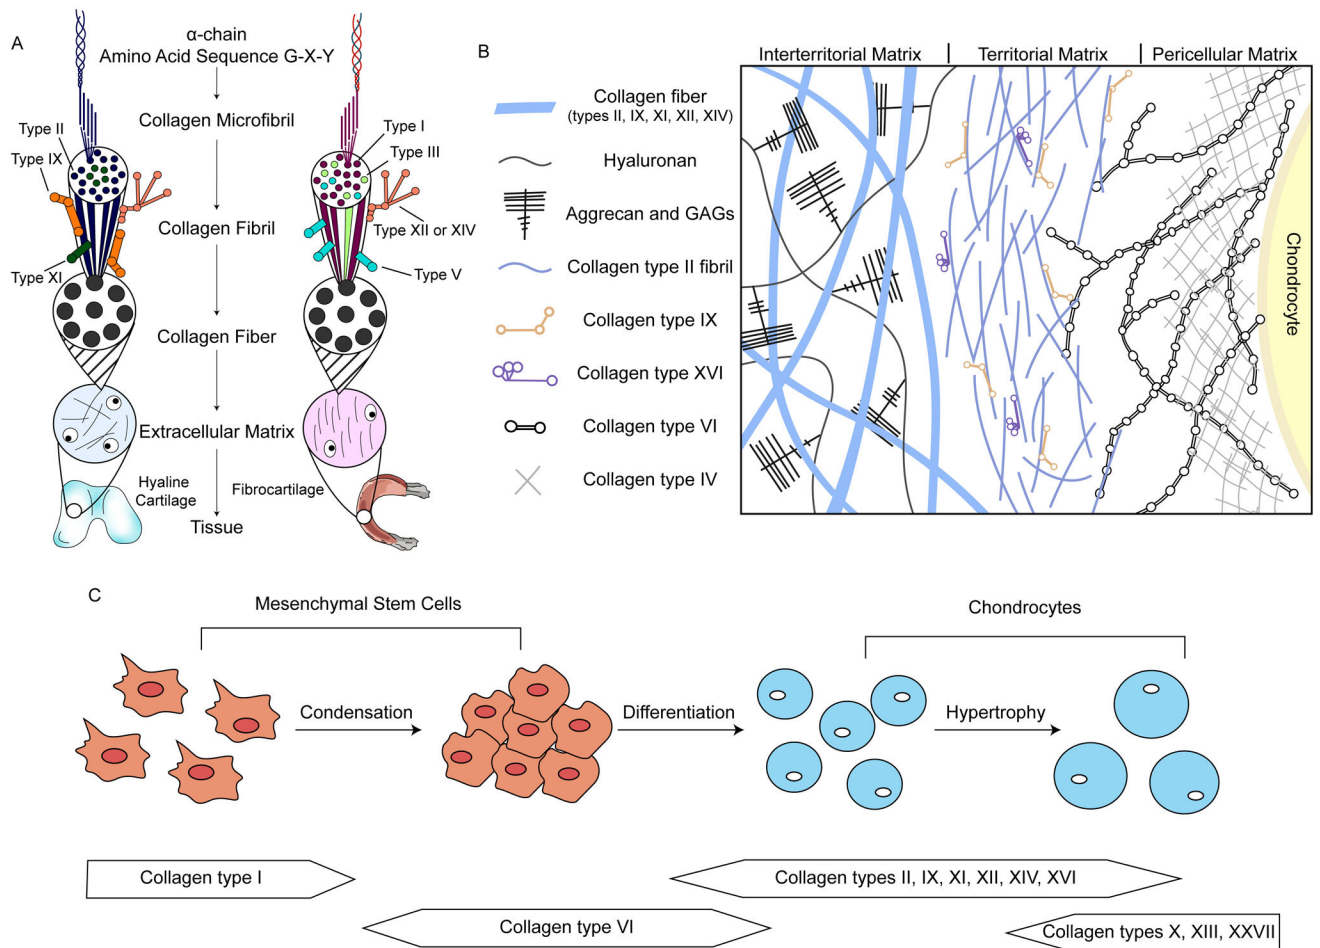 A
α-chain
Amino Acid Sequence G-X-Y
Collagen Microfibril
Type II
Type IX
Type XI
Type I
Type III
Collagen Fibril
Type XII or XIV
Type V
Collagen Fiber
Extracellular Matrix
Hyaline
Cartilage
Fibrocartilage
Tissue
B
Interterritorial Matrix
Territorial Matrix
Pericellular Matrix
Collagen fiber
(types II, IX, XI, XII, XIV)
Hyaluronan
Aggrecan and GAGs
Collagen type II fibril
Collagen type IX
Collagen type XVI
Collagen type VI
Collagen type IV
Chondrocyte
C
Mesenchymal Stem Cells
Chondrocytes
Condensation
Differentiation
Hypertrophy
Collagen type I
Collagen types II, IX, XI, XII, XIV, XVI
Collagen type VI
Collagen types X, XIII, XXVII